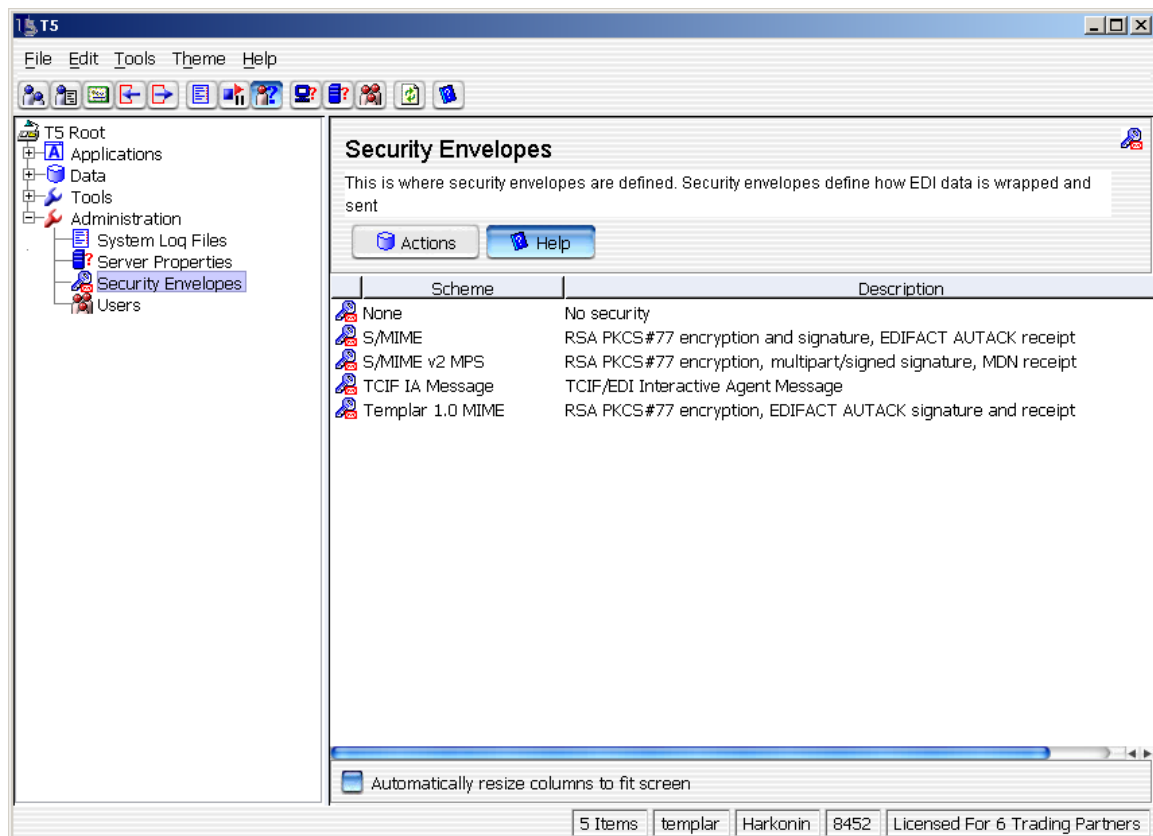 T5
File Edit Tools Theme Help
T5 Root
Applications
Data
Tools
Administration
System Log Files
Server Properties
Security Envelopes
Users
Security Envelopes
This is where security envelopes are defined. Security envelopes define how EDI data is wrapped and
sent
Actions Help
Scheme Description
None No security
S/MIME RSA PKCS#77 encryption and signature, EDIFACT AUTACK receipt
S/MIME v2 MPS RSA PKCS#77 encryption, multipart/signed signature, MDN receipt
TCIF IA Message TCIF/EDI Interactive Agent Message
Templar 1.0 MIME RSA PKCS#77 encryption, EDIFACT AUTACK signature and receipt
Automatically resize columns to fit screen
5 Items templar Harkonin 8452 Licensed For 6 Trading Partners